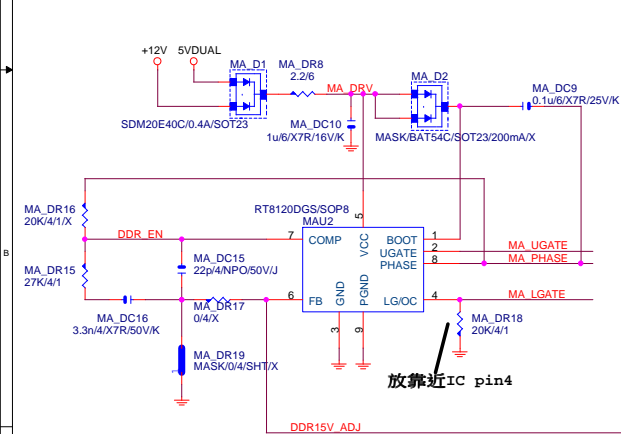 +12V 5VDUAL
MA_D1
MA_DR8
2.2/6
MA_DRV
MA_D2
MA_DC9
0.1u/6/X7R/25V/K
SDM20E40C/0.4A/SOT23
MA_DC10
1u/6/X7R/16V/K
MASK/BAT54C/SOT23/200mA/X
MA_DR16
20K/4/1/X
RT8120DGS/SOP8
MAU2
5
DDR_EN
7
COMP
VCC
BOOT
1
UGATE
2
MA_UGATE
PHASE
8
MA_PHASE
B
MA_DR15
27K/4/1
MA_DC15
22p/4/NPO/50V/J
6
FB
GND
PGND
LG/OC
4
MA_LGATE
MA_DC16
3.3n/4/X7R/50V/K
MA_DR17
0/4/X
3
9
MA_DR18
20K/4/1
MA_DR19
MASK/0/4/SHT/X
1
放靠近IC pin4
DDR15V_ADJ